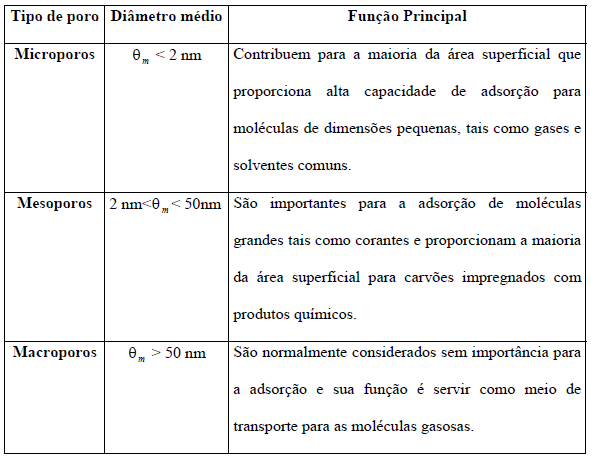 Tipo de poro Diâmetro médio Função Principal
Microporos θm < 2 nm Contribuem para a maioria da área superficial que
proporciona alta capacidade de adsorção para
moléculas de dimensões pequenas, tais como gases e
solventes comuns.
Mesoporos 2 nm<θm< 50nm São importantes para a adsorção de moléculas
grandes tais como corantes e proporcionam a maioria
da área superficial para carvões impregnados com
produtos químicos.
Macroporos θm > 50 nm São normalmente considerados sem importância para
a adsorção e sua função é servir como meio de
transporte para as moléculas gasosas.